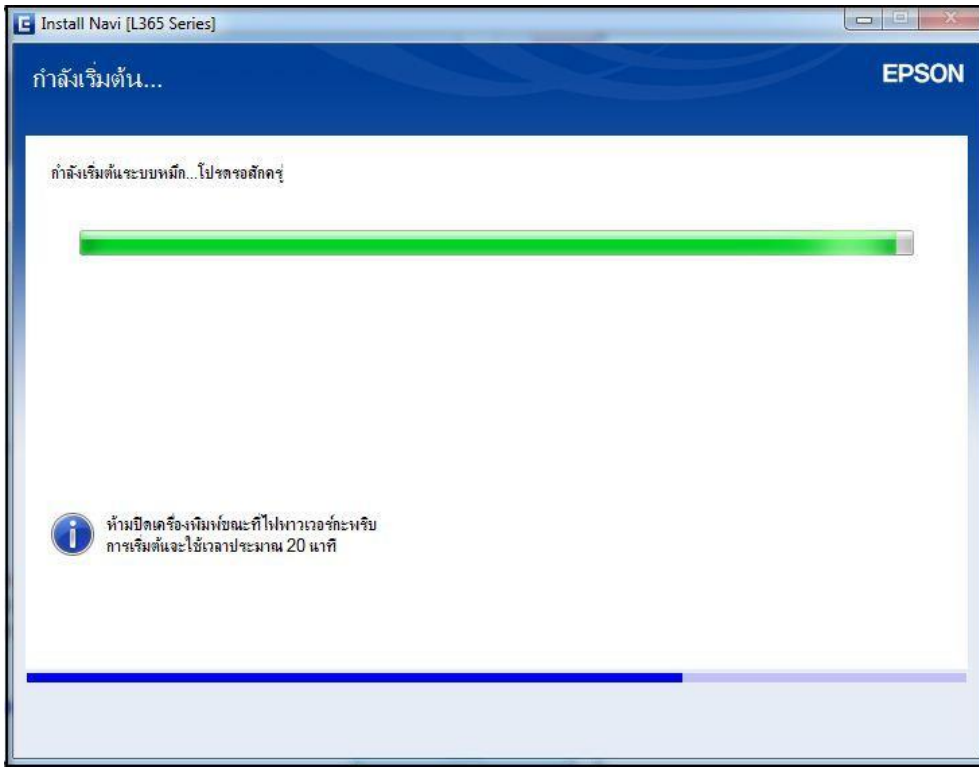 Install Navi [L365 Series]
กำลังเริ่มต้น...
EPSON
กำลังเริ่มต้นระบบหมึก...โปรดรอสักครู่
ห้ามปิดเครื่องพิมพ์ขณะที่ไฟพาวเวอร์กะพริบ
การเริ่มต้นจะใช้เวลาประมาณ 20 นาที